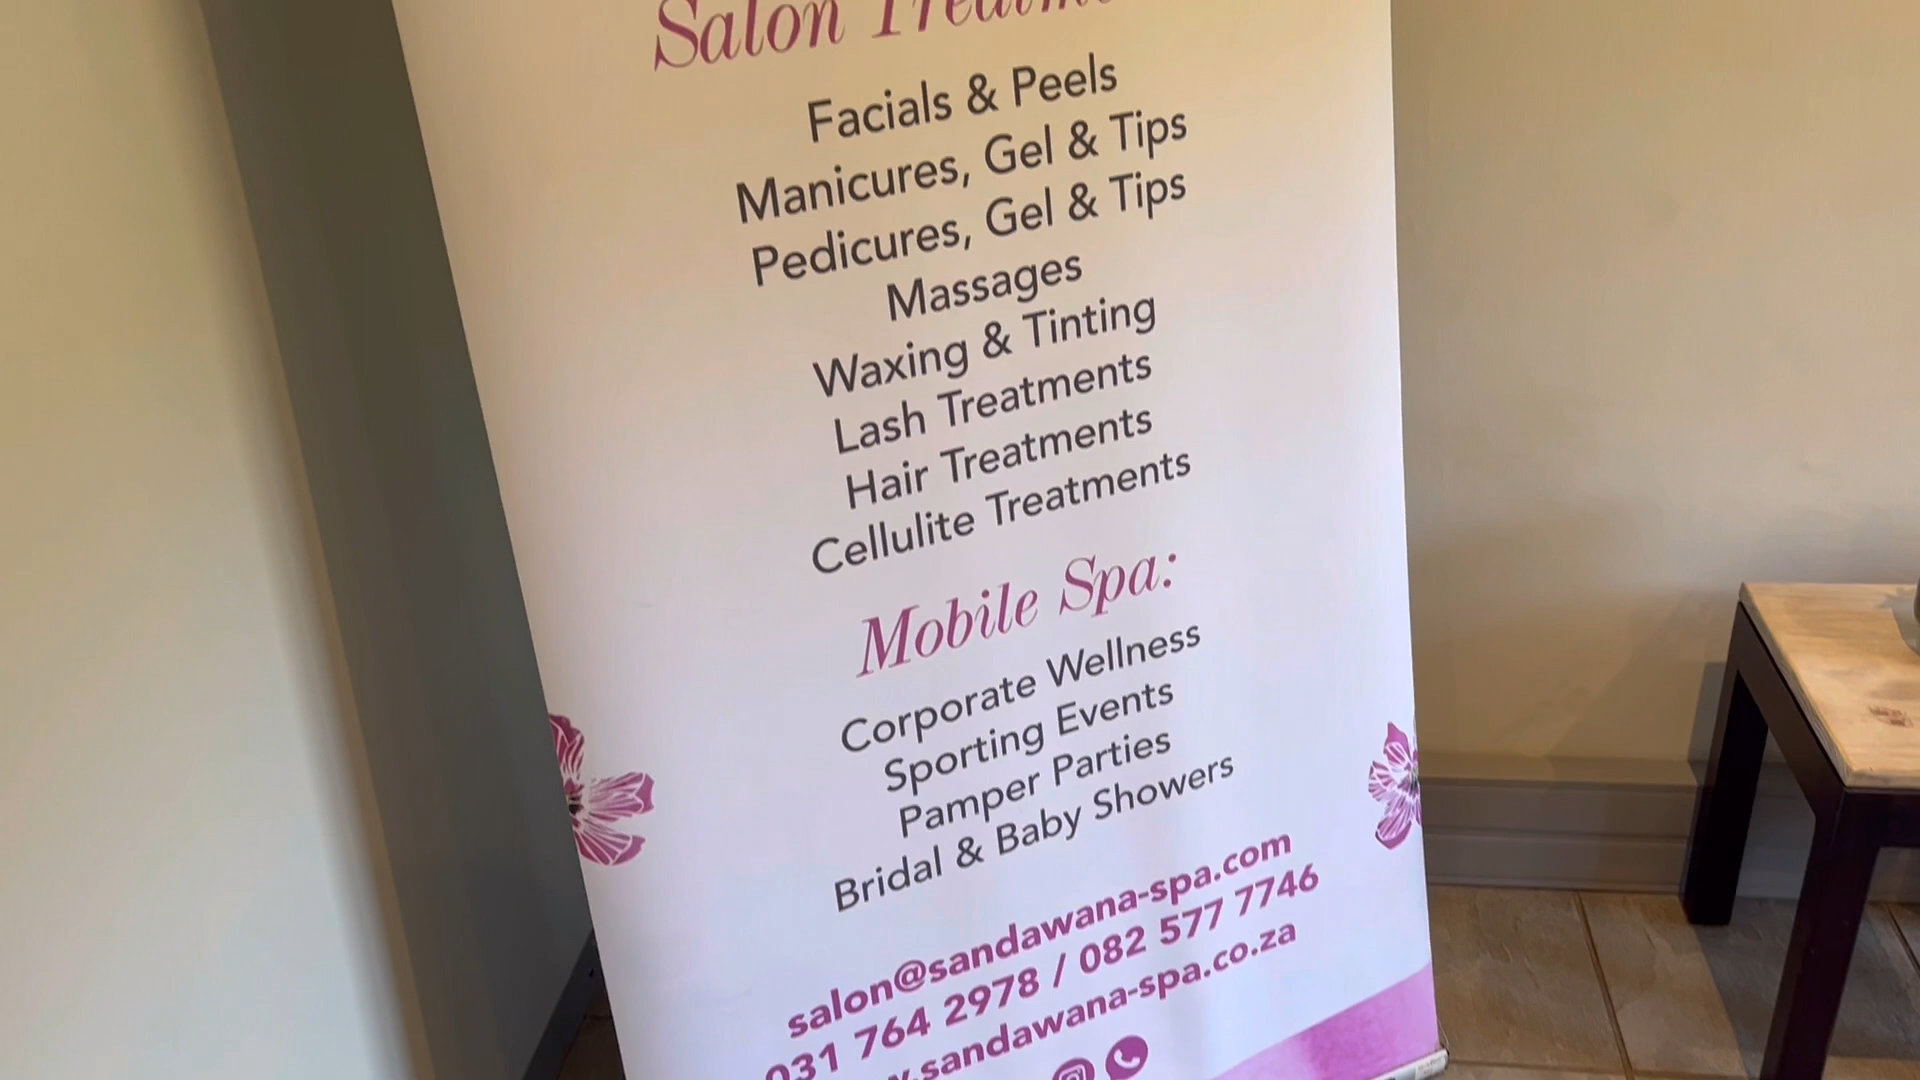 Salon
Facials & Peels
Manicures, Gel & Tips
Pedicures, Gel & Tips
Massages
Waxing & Tinting
Lash Treatments
Hair Treatments
Cellulite Treatments
Mobile Spa:
Corporate Wellness
Sporting Events
Pamper Parties
Bridal & Baby Showers
salon@sandawana-spa.com
031 764 2978 / 082 577 7746
.sandawana-spa.co.za